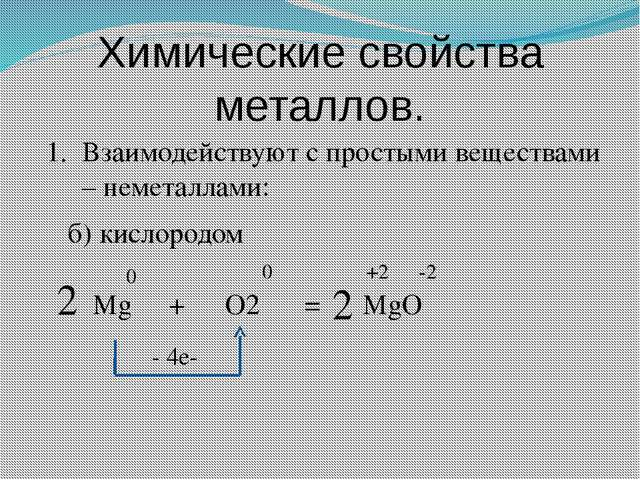 Химические свойства
металлов.
1. Взаимодействуют с простыми веществами
– неметаллами:
б) кислородом
0 0 +2 -2
2 Mg + O2 = 2 MgO
- 4e-